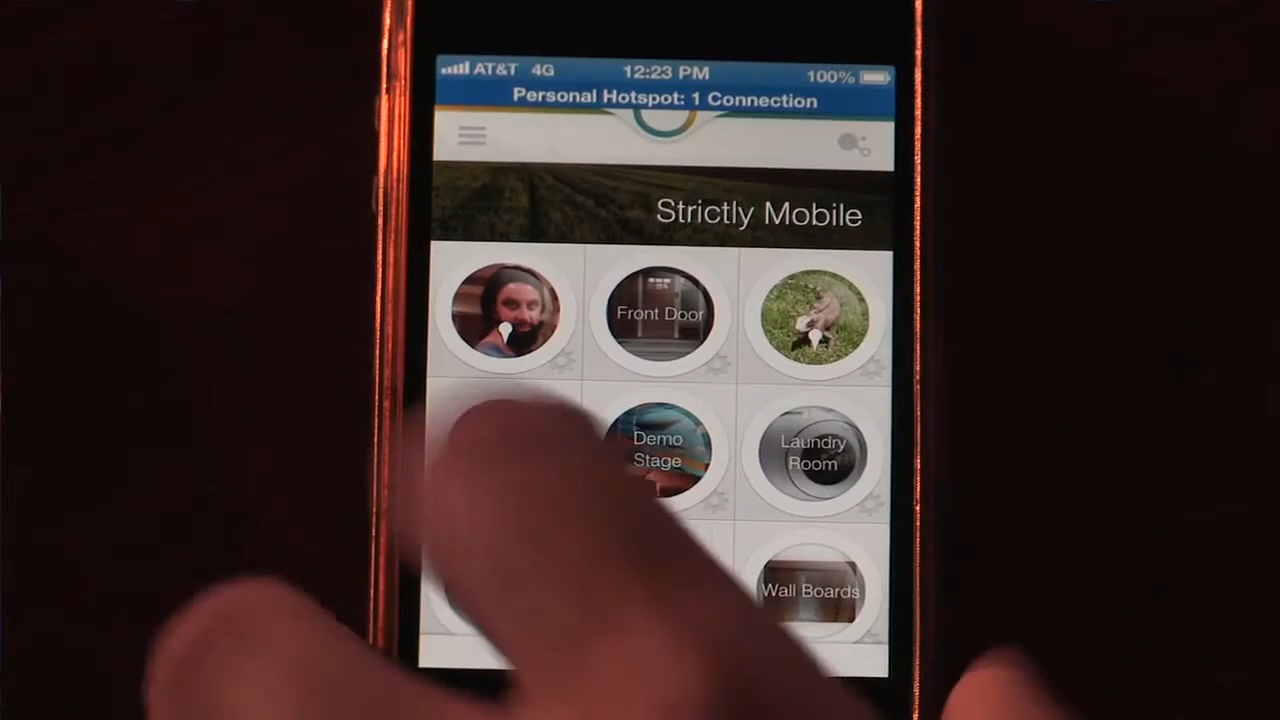 AT&T 4G 12:23 PM 100%
Personal Hotspot: 1 Connection
Strictly Mobile
Front Door
Demo
Stage
Laundry
Room
Wall Boards